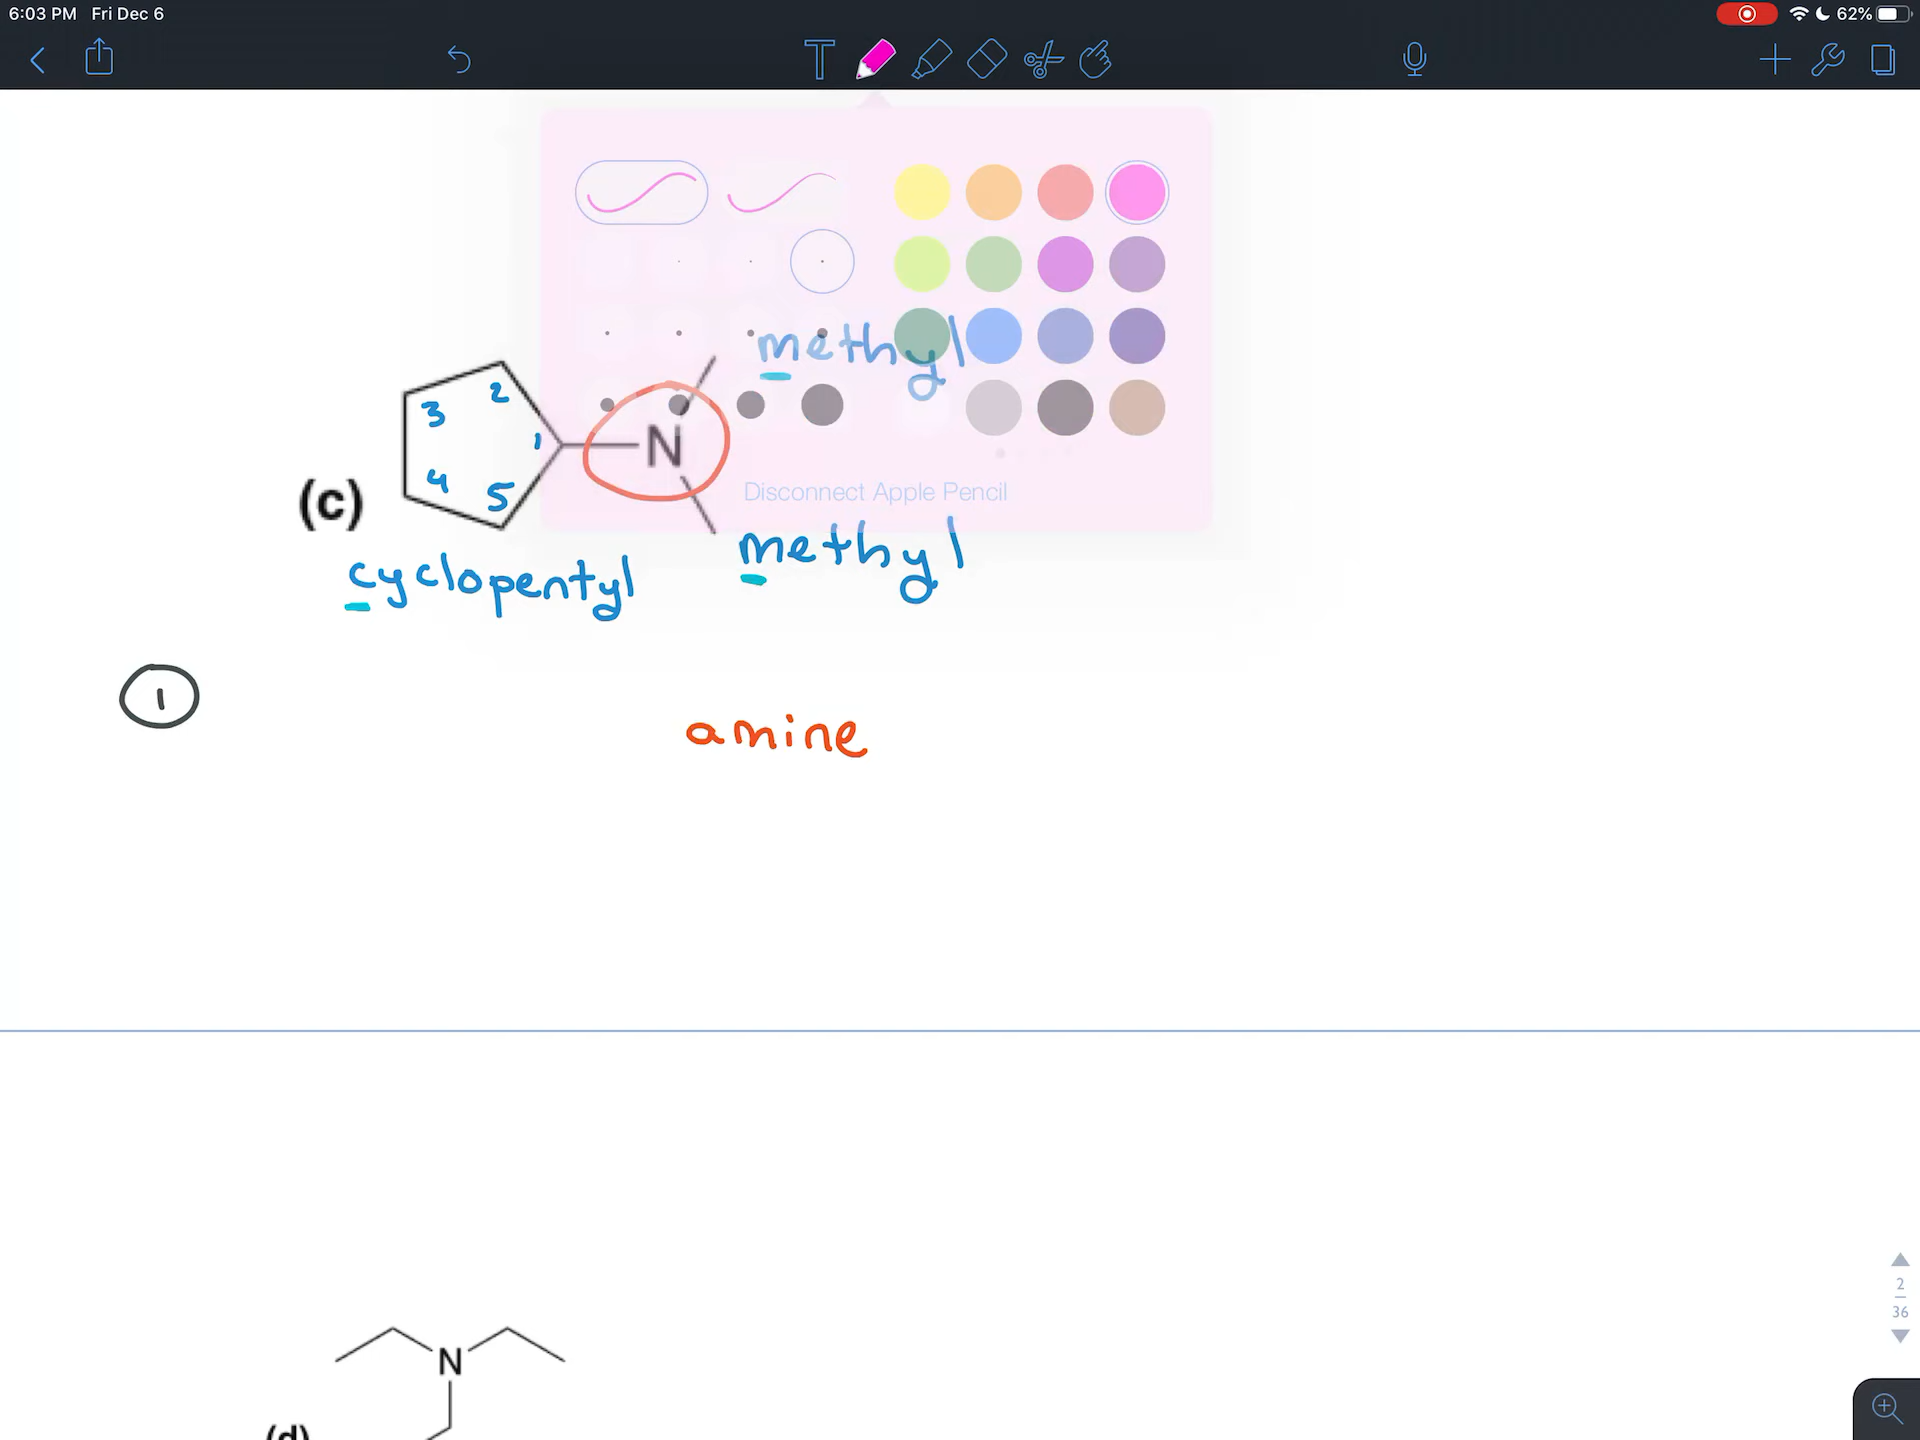 6:03 PM Fri Dec 6
62%
T
methyl
2
3
1
N
4
5
(c)
Disconnect Apple Pencil
methyl
cyclopentyl
1
amine
2
36
N
(d)